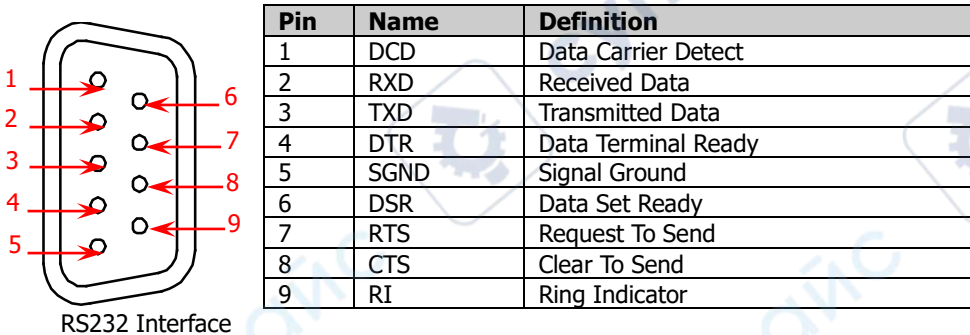 1
2
3
4
5
6
7
8
9
RS232 Interface
Pin Name Definition
1 DCD Data Carrier Detect
2 RXD Received Data
3 TXD Transmitted Data
4 DTR Data Terminal Ready
5 SGND Signal Ground
6 DSR Data Set Ready
7 RTS Request To Send
8 CTS Clear To Send
9 RI Ring Indicator